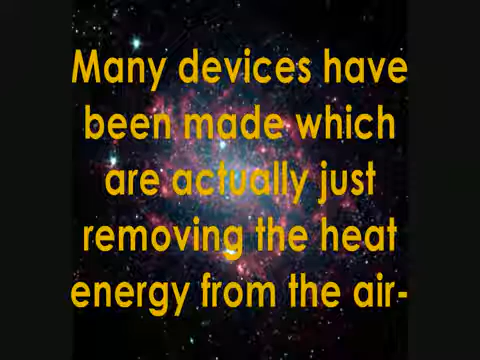 Many devices have
been made which
are actually just
removing the heat
energy from the air-